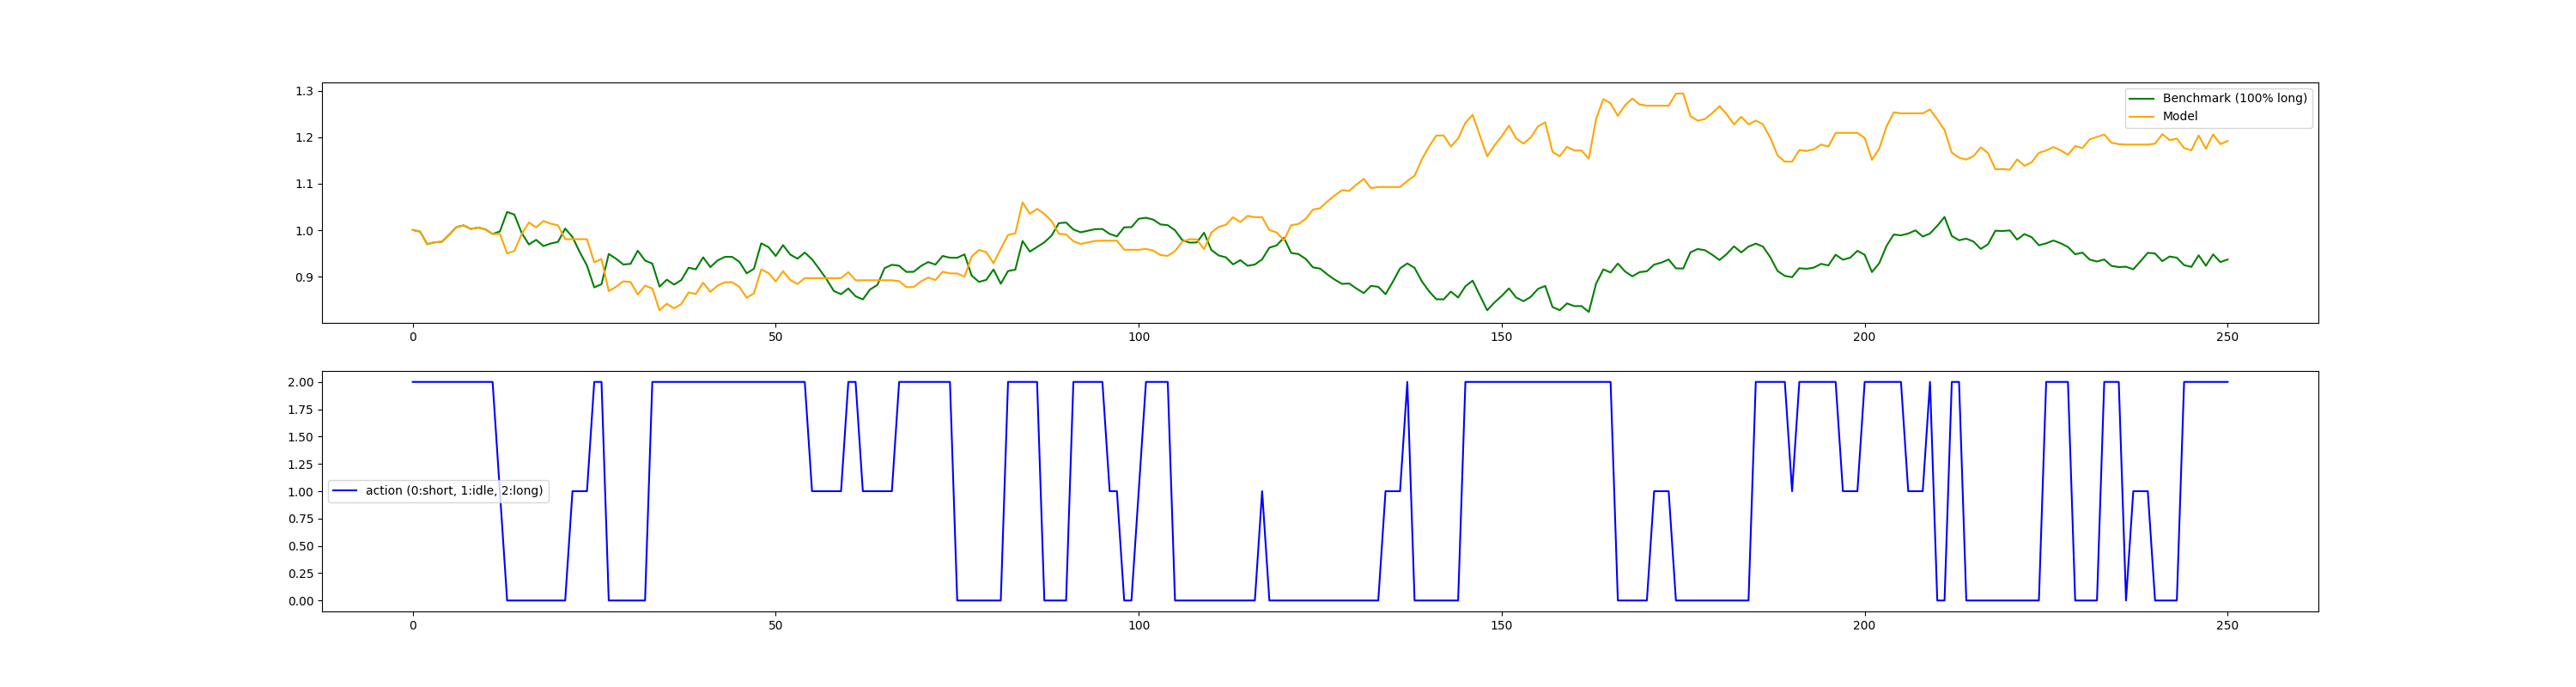 1.3
1.2
1.1
1.0
0.9
Benchmark (100% long)
Model
0 50 100 150 200 250
2.00
1.75
1.50
1.25
1.00
0.75
0.50
0.25
0.00
action (0:short, 1:idle, 2:long)
0 50 100 150 200 250